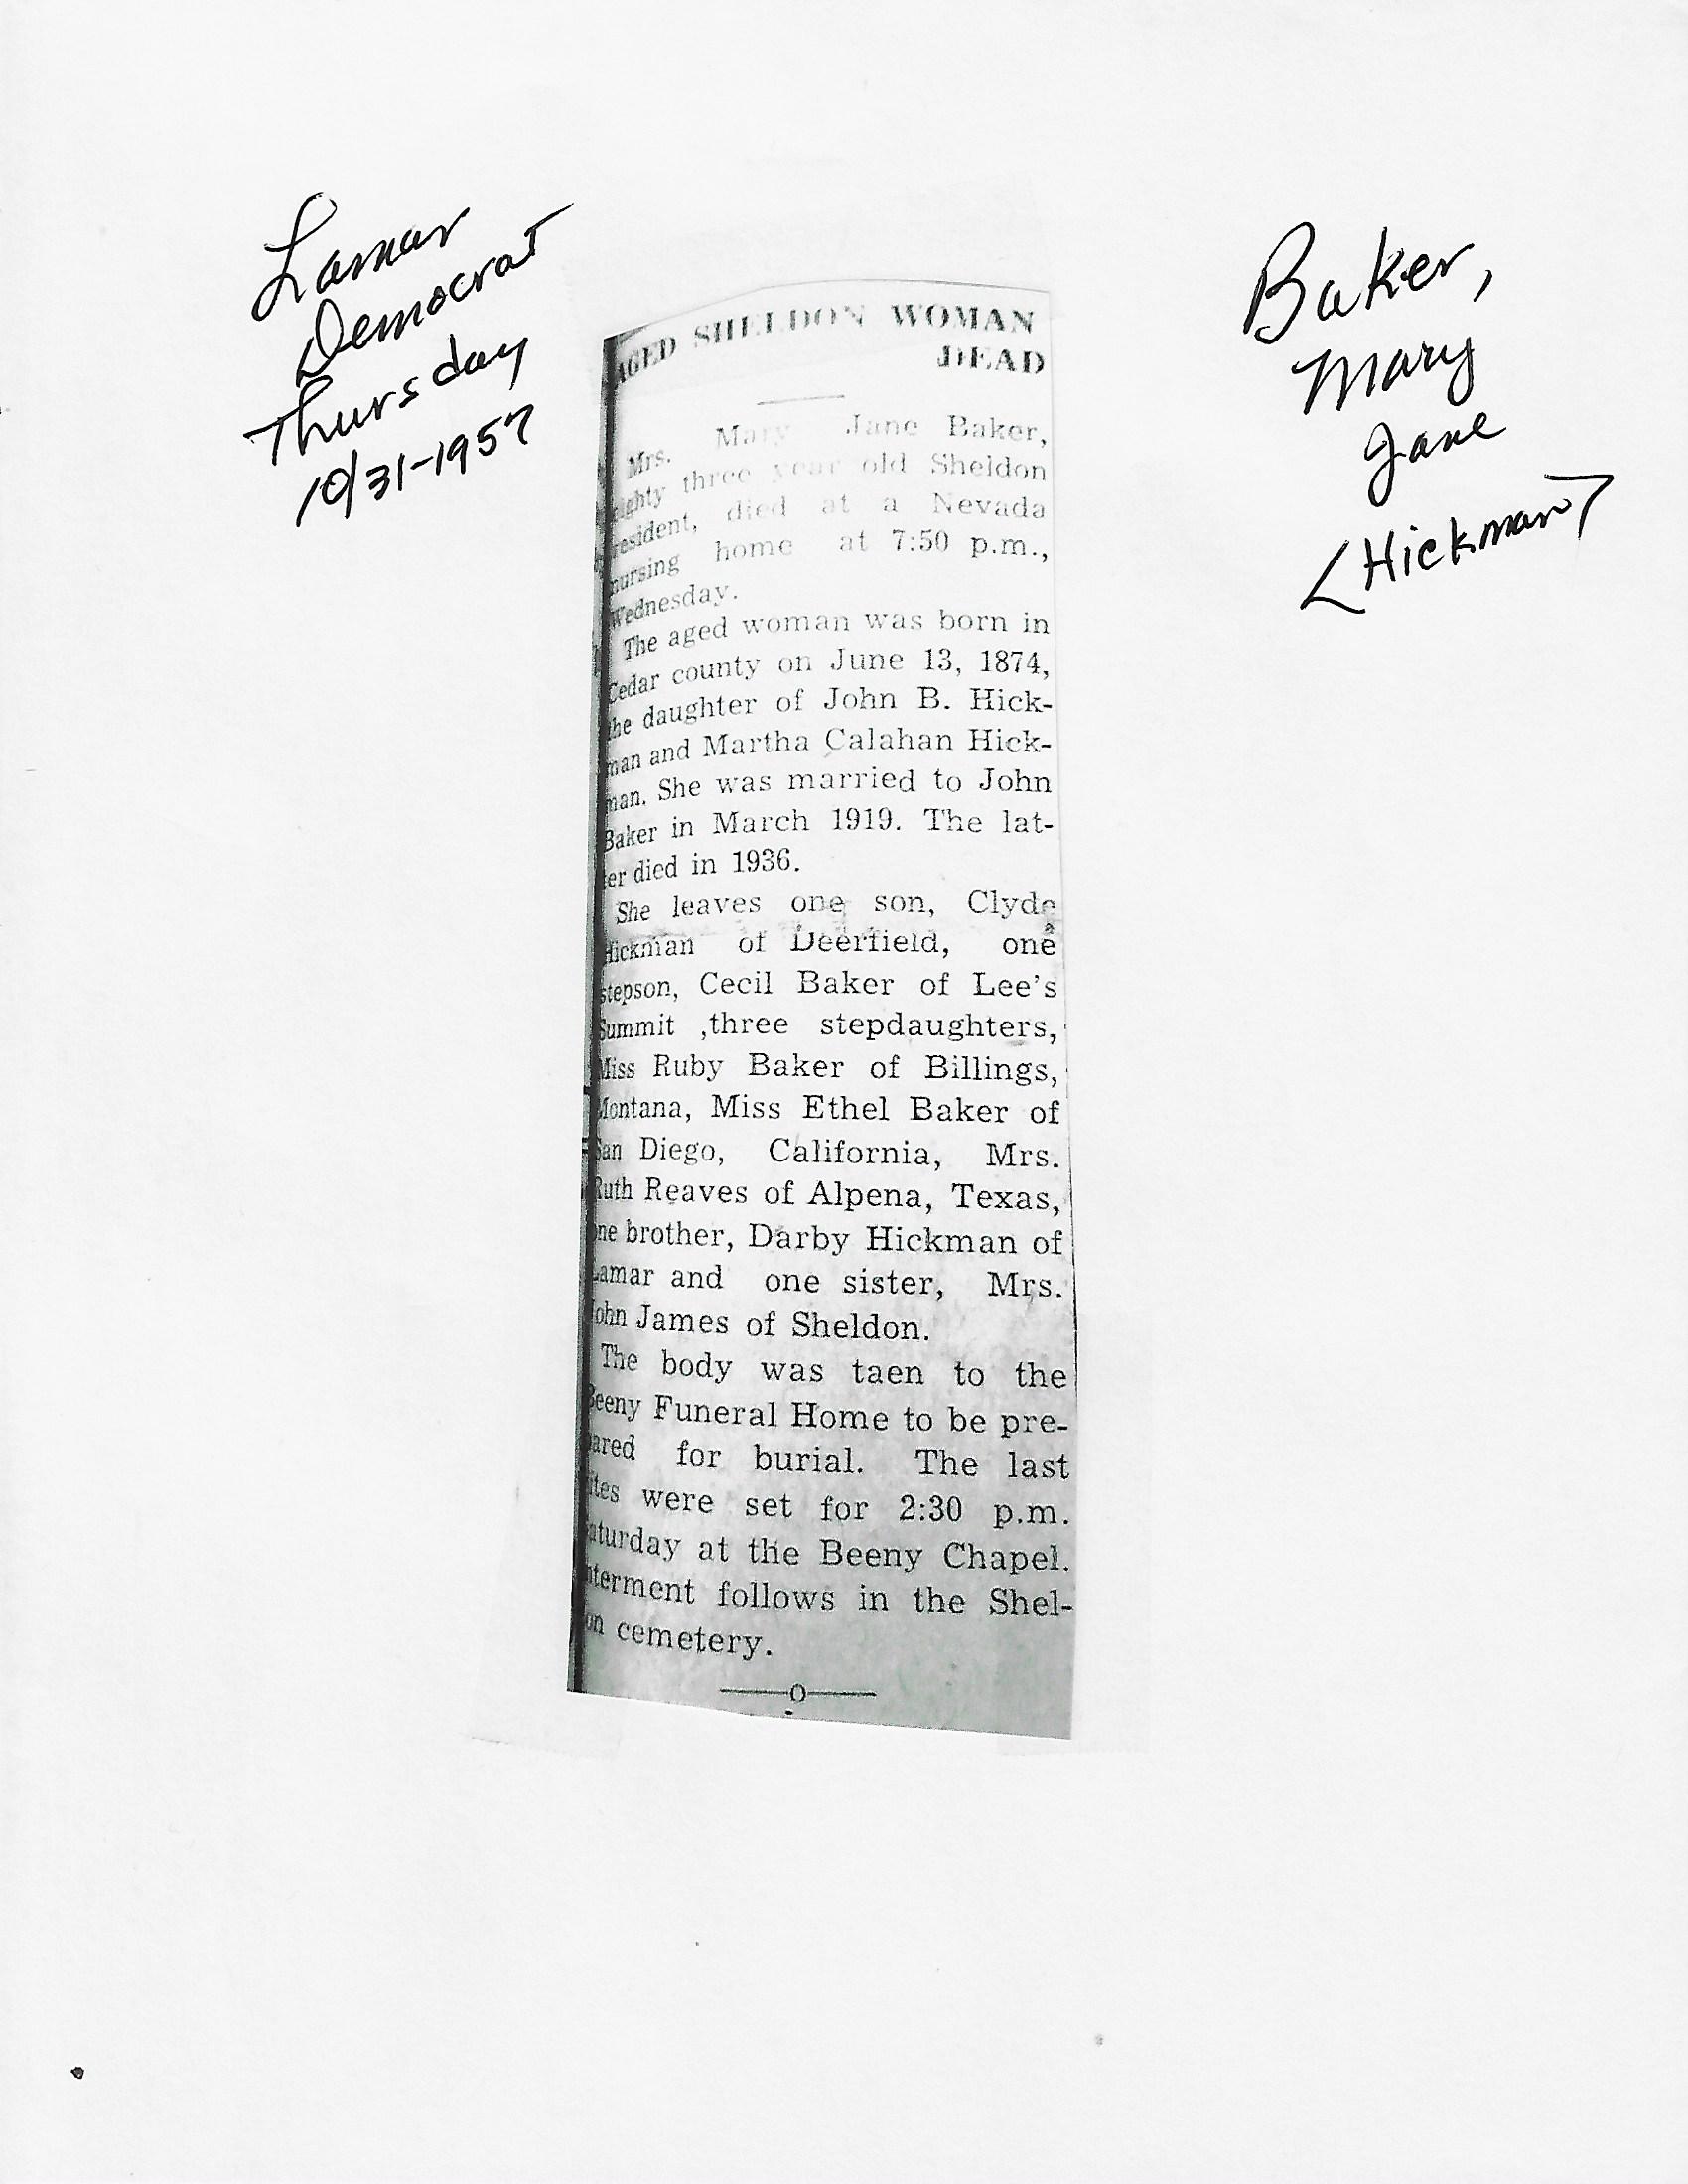 Lamar
Democrat
Thursday
10/31-1957
Baker,
Mary
Jane
<Hickman>
AGED SHELDON WOMAN
DEAD
Mrs. Mary Jane Baker,
eighty three year old Sheldon
resident, died at a Nevada
nursing home at 7:50 p.m.,
Wednesday.
The aged woman was born in
Cedar county on June 13, 1874,
the daughter of John B. Hick-
man and Martha Calahan Hick-
man. She was married to John
Baker in March 1919. The lat-
ter died in 1936.
She leaves one son, Clyde
Hickman of Deerfield, one
stepson, Cecil Baker of Lee's
Summit ,three stepdaughters,
Miss Ruby Baker of Billings,
Montana, Miss Ethel Baker of
San Diego, California, Mrs.
Ruth Reaves of Alpena, Texas,
one brother, Darby Hickman of
Lamar and one sister, Mrs.
John James of Sheldon.
The body was taen to the
Beeny Funeral Home to be pre-
pared for burial. The last
rites were set for 2:30 p.m.
Saturday at the Beeny Chapel.
Interment follows in the Shel-
don cemetery.